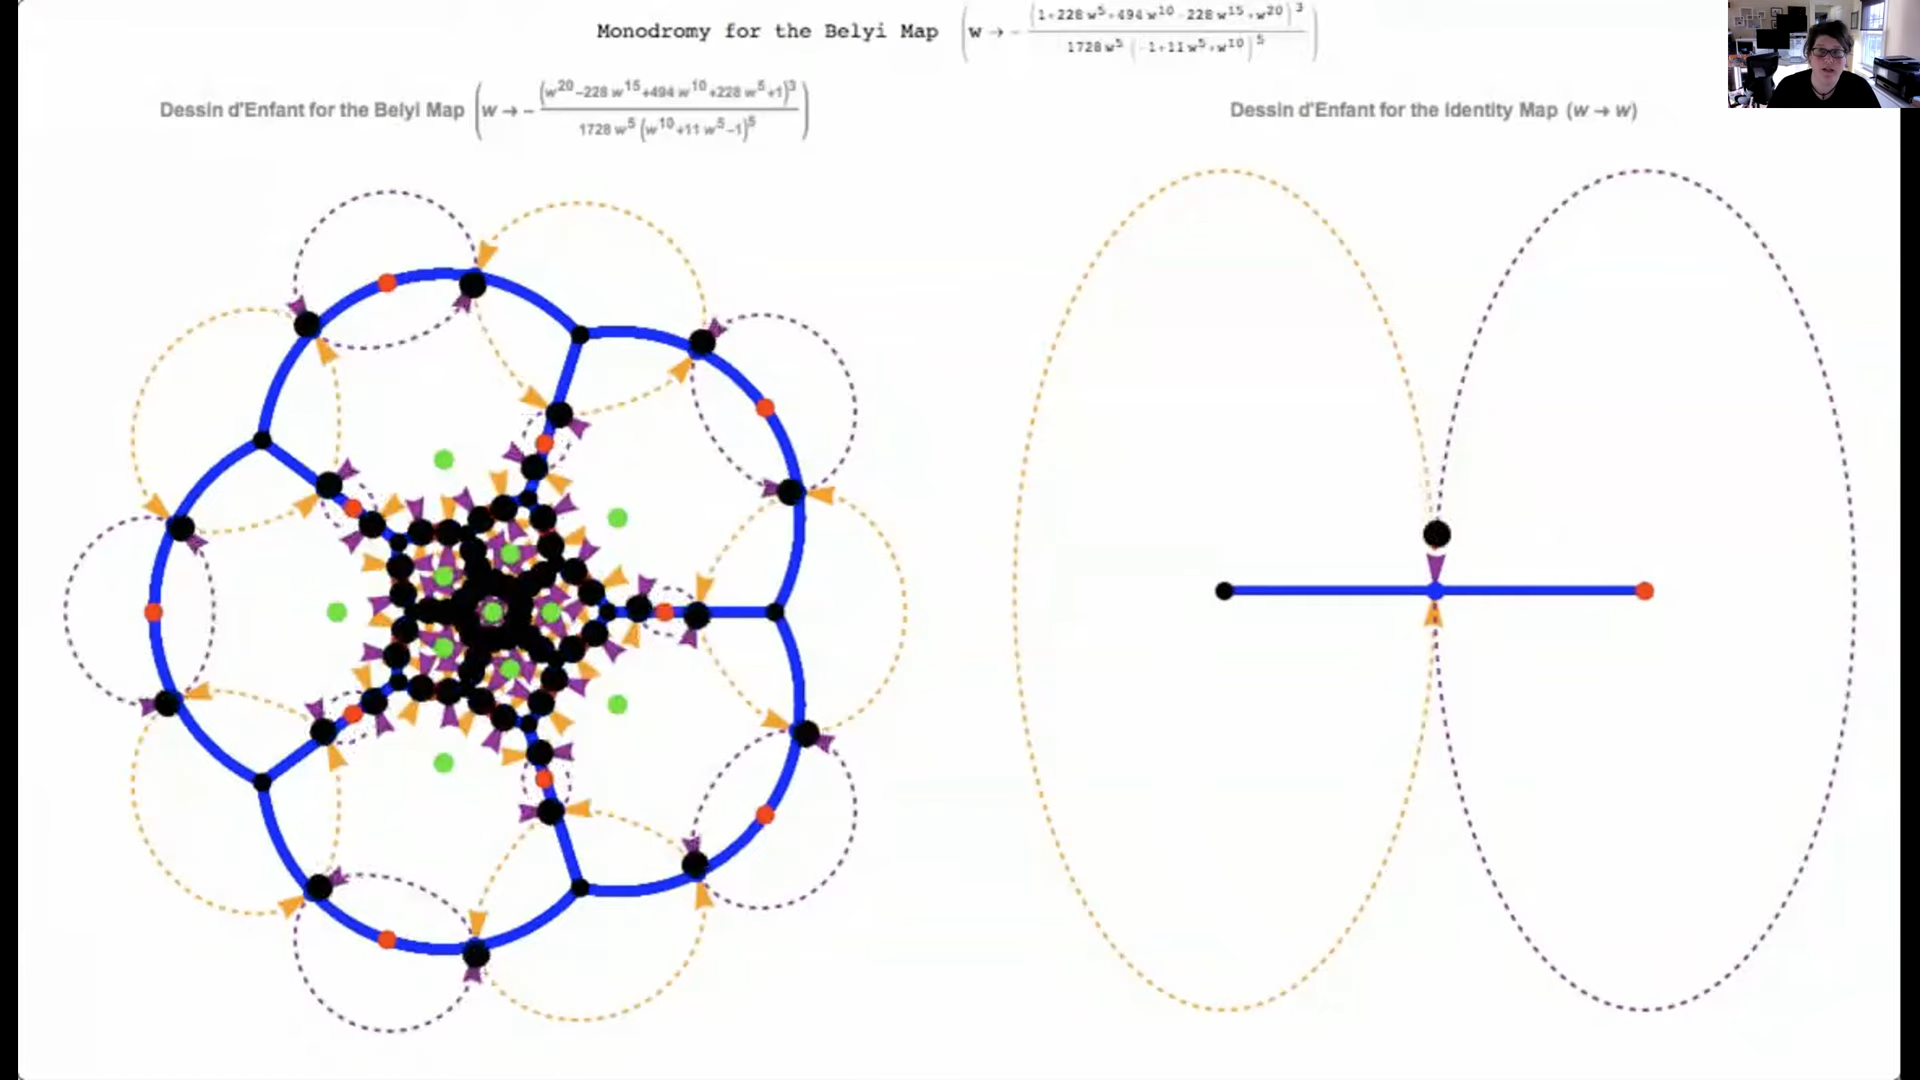 Monodromy for the Belyi Map (w → - (1+228 w^5+494 w^10-228 w^15+w^20)^3 / 1728 w^5 (-1+11 w^5+w^10)^5)
Dessin d'Enfant for the Belyi Map (w → - (w^20-228 w^15+494 w^10+228 w^5+1)^3 / 1728 w^5 (w^10+11 w^5-1)^5)
Dessin d'Enfant for the Identity Map (w → w)